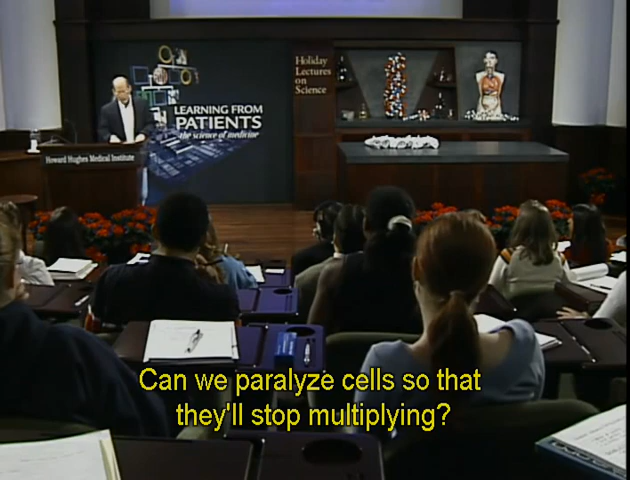 Holiday
Lectures
on
Science
LEARNING FROM
PATIENTS
the science of medicine
Howard Hughes Medical Institute
Can we paralyze cells so that
they'll stop multiplying?